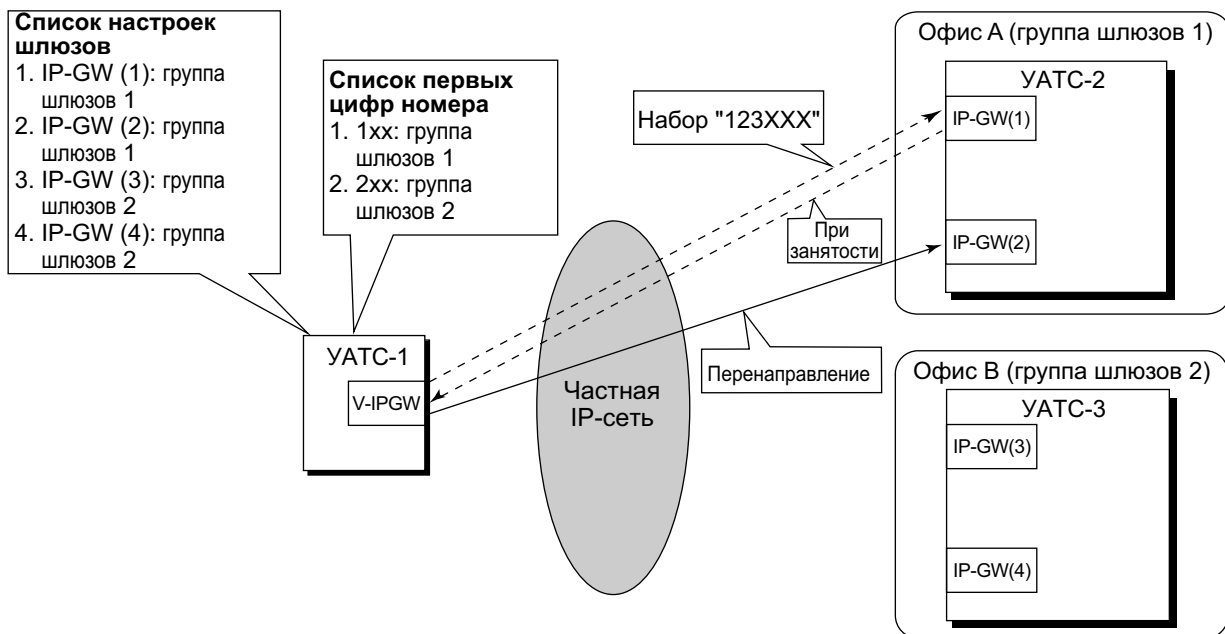 Список настроек
шлюзов
1. IP-GW (1): группа
шлюзов 1
2. IP-GW (2): группа
шлюзов 1
3. IP-GW (3): группа
шлюзов 2
4. IP-GW (4): группа
шлюзов 2
Список первых
цифр номера
1. 1xx: группа
шлюзов 1
2. 2xx: группа
шлюзов 2
Набор "123XXX"
При
занятости
Перенаправление
УАТС-1
V-IPGW
Частная
IP-сеть
Офис A (группа шлюзов 1)
УАТС-2
IP-GW(1)
IP-GW(2)
Офис B (группа шлюзов 2)
УАТС-3
IP-GW(3)
IP-GW(4)